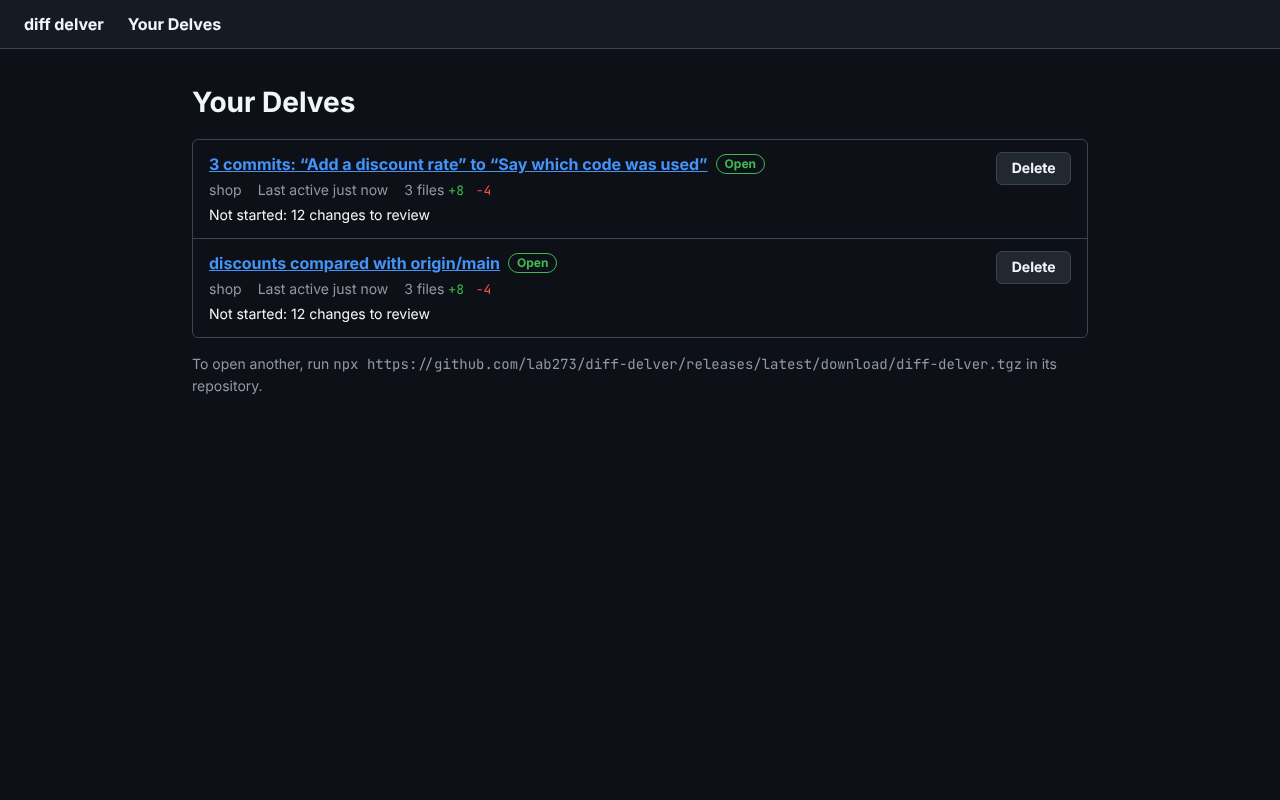 diff delver Your Delves
Your Delves
3 commits: “Add a discount rate” to “Say which code was used” Open Delete
shop Last active just now 3 files +8 -4
Not started: 12 changes to review
discounts compared with origin/main Open Delete
shop Last active just now 3 files +8 -4
Not started: 12 changes to review
To open another, run npx https://github.com/lab273/diff-delver/releases/latest/download/diff-delver.tgz in its
repository.